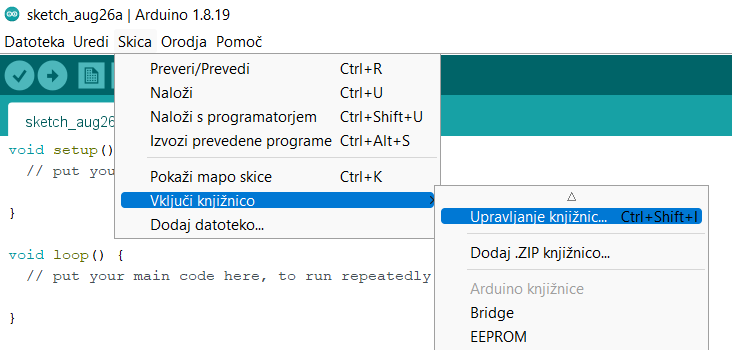 sketch_aug26a | Arduino 1.8.19
Datoteka Uredi Skica Orodja Pomoč
Preveri/Prevedi Ctrl+R
Naloži Ctrl+U
Naloži s programatorjem Ctrl+Shift+U
Izvozi prevedene programe Ctrl+Alt+S
Pokaži mapo skice Ctrl+K
Vključi knjižnico
Dodaj datoteko...
Upravljanje knjižnic... Ctrl+Shift+I
Dodaj .ZIP knjižnico...
Arduino knjižnice
Bridge
EEPROM
sketch_aug26a
void setup()
// put you
}
void loop() {
// put your main code here, to run repeatedly
}